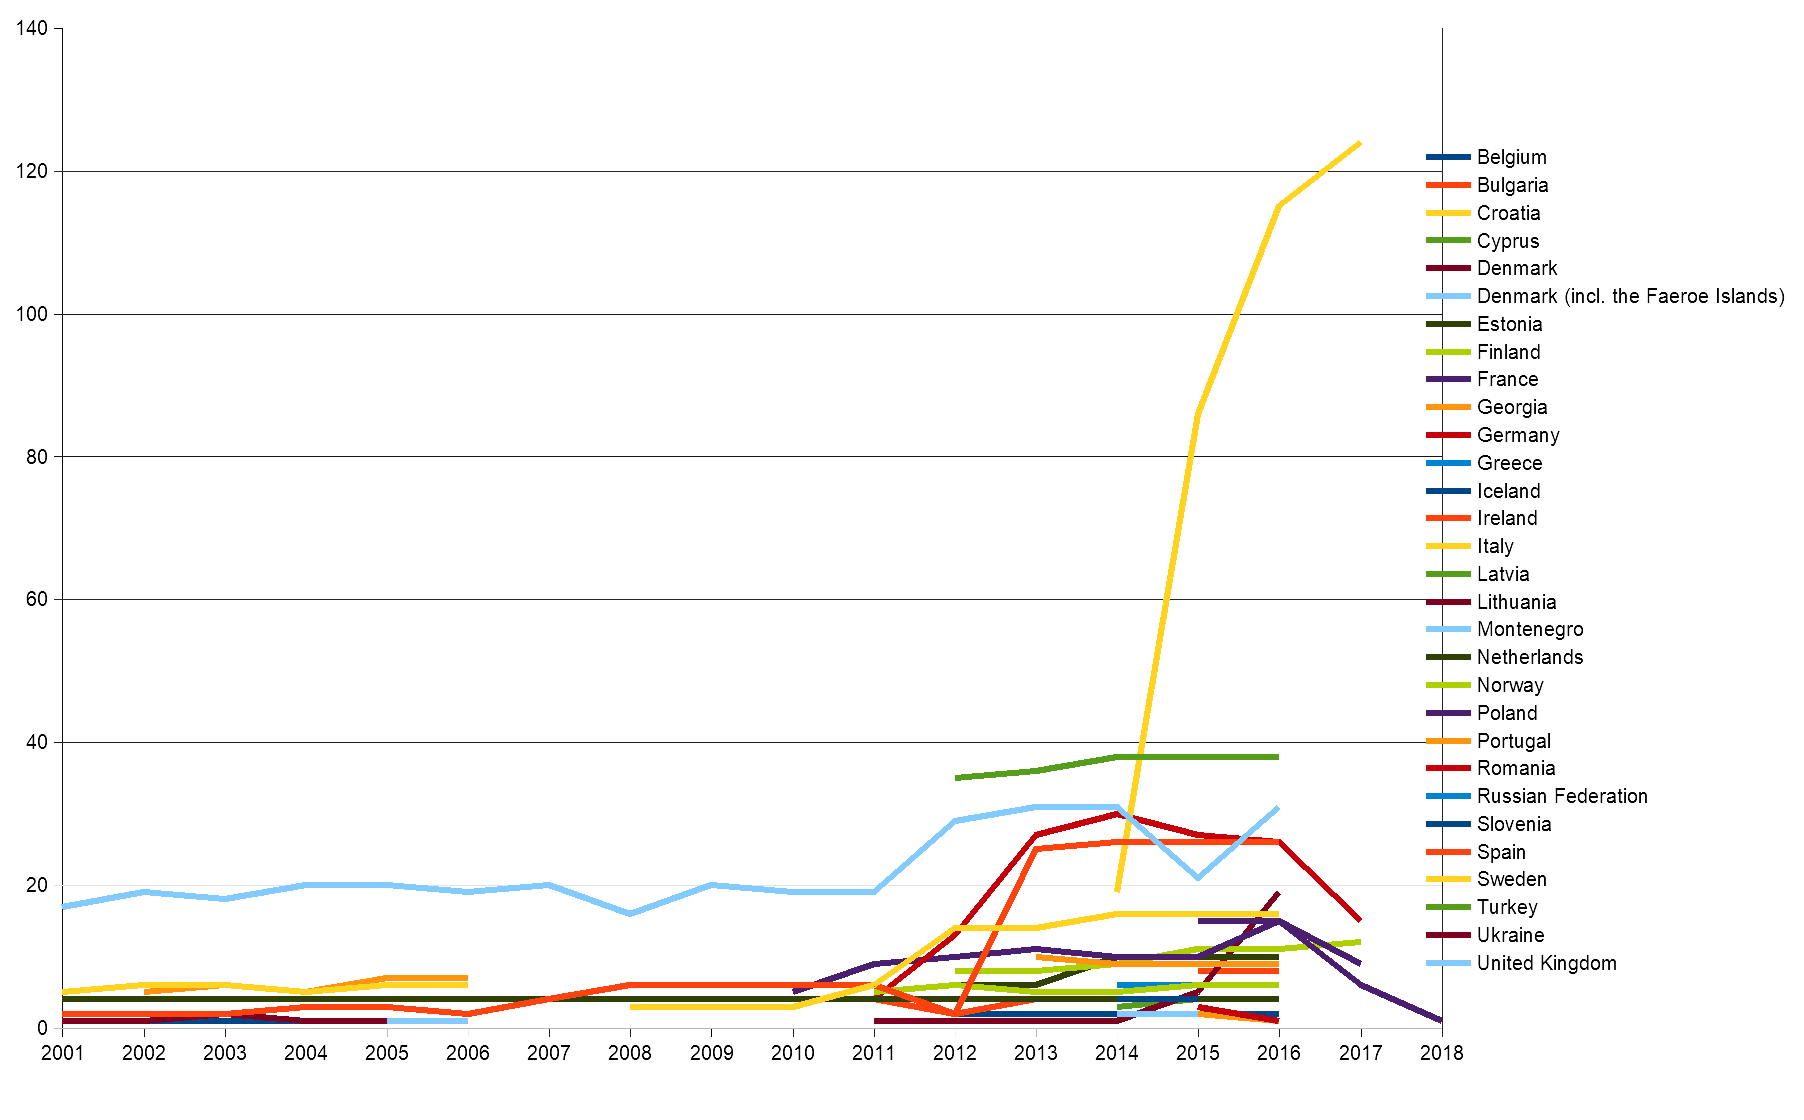 140
120
100
80
60
40
20
0
2001 2002 2003 2004 2005 2006 2007 2008 2009 2010 2011 2012 2013 2014 2015 2016 2017 2018
Belgium
Bulgaria
Croatia
Cyprus
Denmark
Denmark (incl. the Faeroe Islands)
Estonia
Finland
France
Georgia
Germany
Greece
Iceland
Ireland
Italy
Latvia
Lithuania
Montenegro
Netherlands
Norway
Poland
Portugal
Romania
Russian Federation
Slovenia
Spain
Sweden
Turkey
Ukraine
United Kingdom